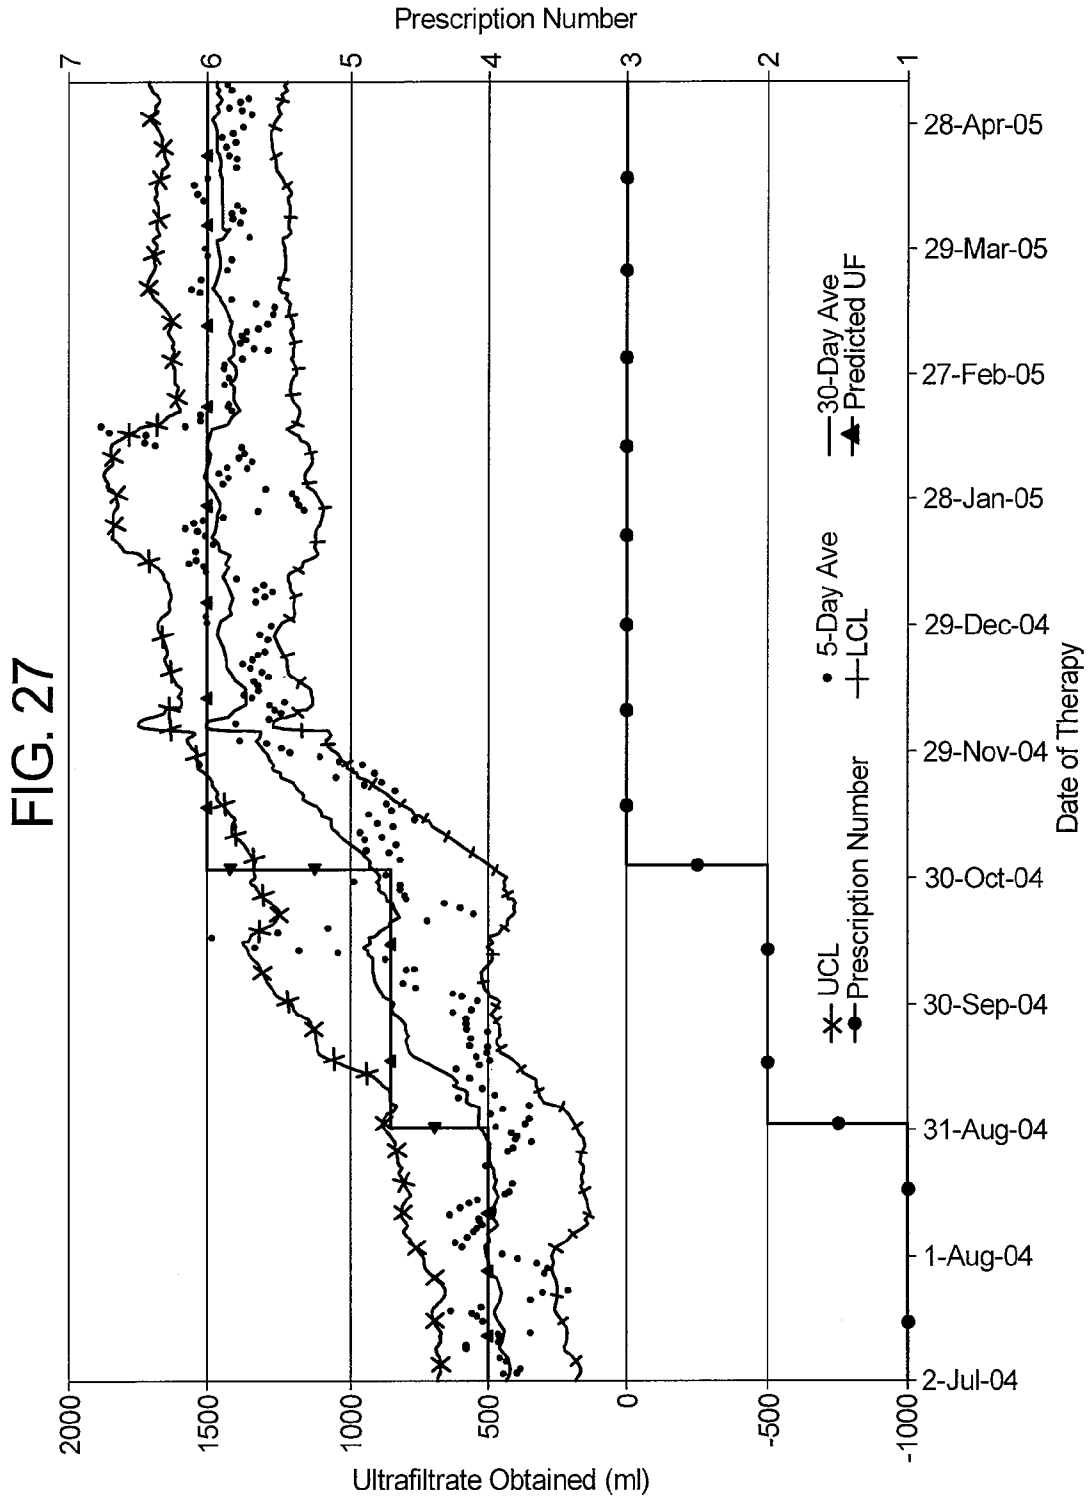 FIG. 27
Prescription Number
7
6
5
4
3
2
1
2000
1500
1000
500
0
-500
-1000
Ultrafiltrate Obtained (ml)
2-Jul-04
1-Aug-04
31-Aug-04
30-Sep-04
30-Oct-04
29-Nov-04
29-Dec-04
28-Jan-05
27-Feb-05
29-Mar-05
28-Apr-05
Date of Therapy
UCL
5-Day Ave
30-Day Ave
Prescription Number
LCL
Predicted UF